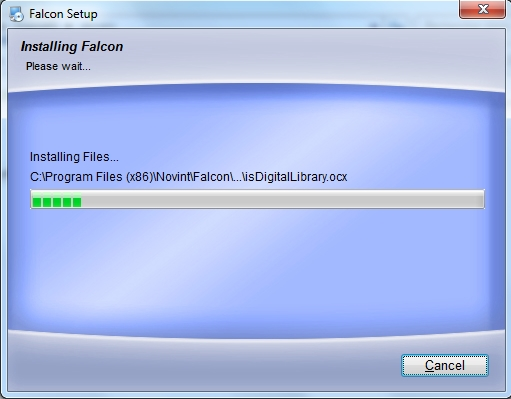 Falcon Setup
Installing Falcon
Please wait...
Installing Files...
C:\Program Files (x86)\Novint\Falcon\...\isDigitalLibrary.ocx
Cancel